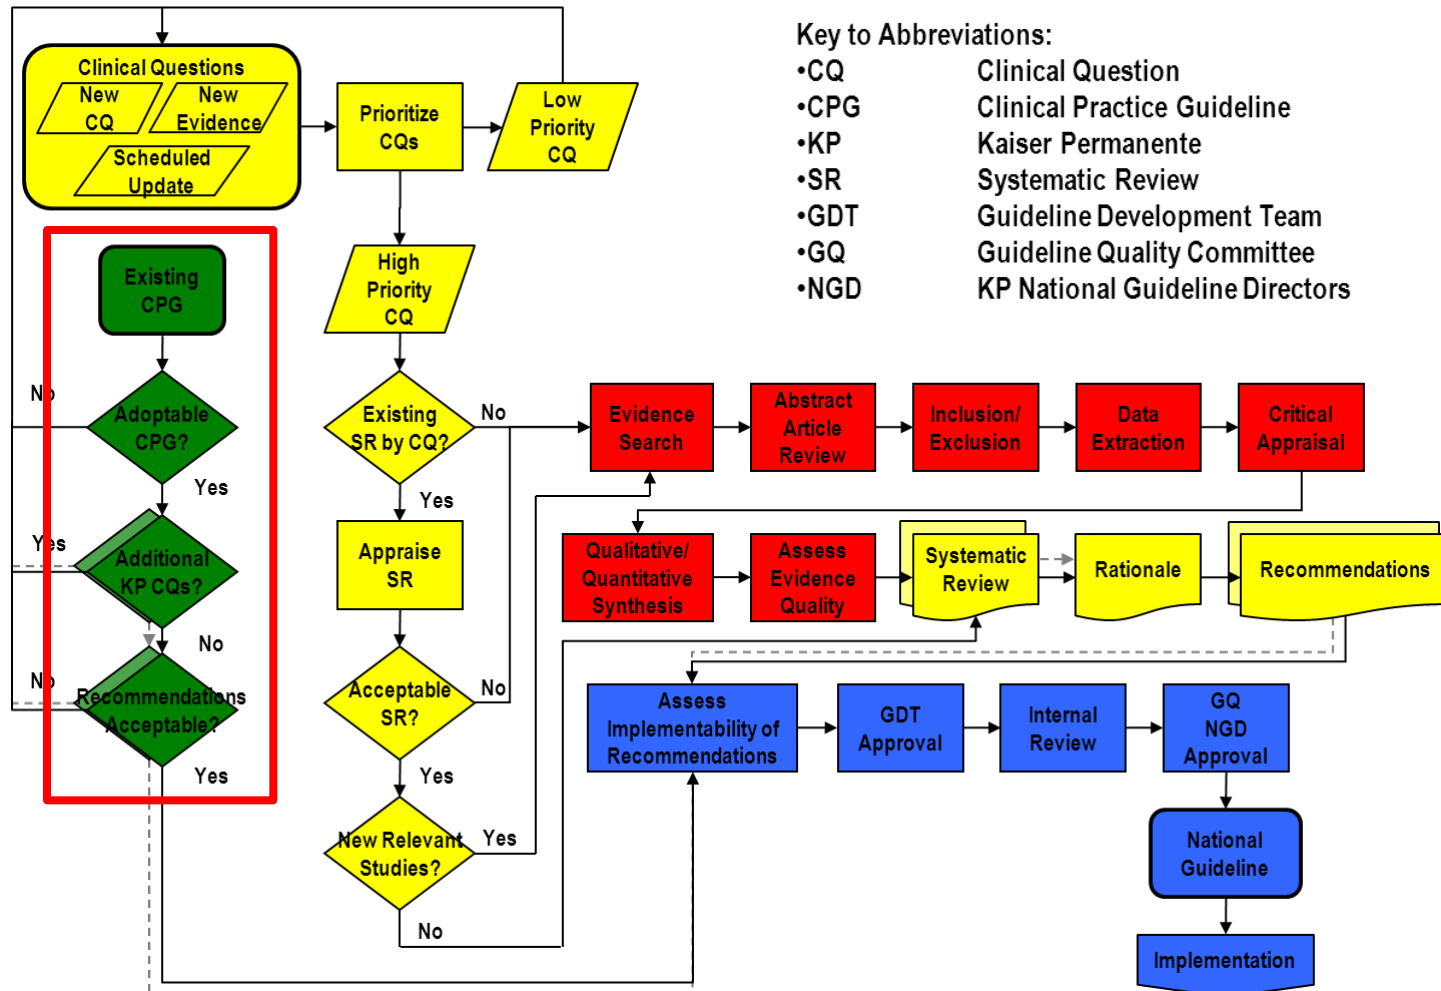 Key to Abbreviations:
•CQ Clinical Question
•CPG Clinical Practice Guideline
•KP Kaiser Permanente
•SR Systematic Review
•GDT Guideline Development Team
•GQ Guideline Quality Committee
•NGD KP National Guideline Directors
Clinical Questions
New
CQ
New
Evidence
Scheduled
Update
Prioritize
CQs
Low
Priority
CQ
High
Priority
CQ
Existing
CPG
No
Adoptable
CPG?
Yes
Yes
Additional
KP CQs?
No
No
Recommendations
Acceptable?
Yes
Existing
SR by CQ?
No
Yes
Appraise
SR
Acceptable
SR?
No
Yes
New Relevant
Studies?
Yes
No
Evidence
Search
Abstract
Article
Review
Inclusion/
Exclusion
Data
Extraction
Critical
Appraisal
Qualitative/
Quantitative
Synthesis
Assess
Evidence
Quality
Systematic
Review
Rationale
Recommendations
Assess
Implementability of
Recommendations
GDT
Approval
Internal
Review
GQ
NGD
Approval
National
Guideline
Implementation